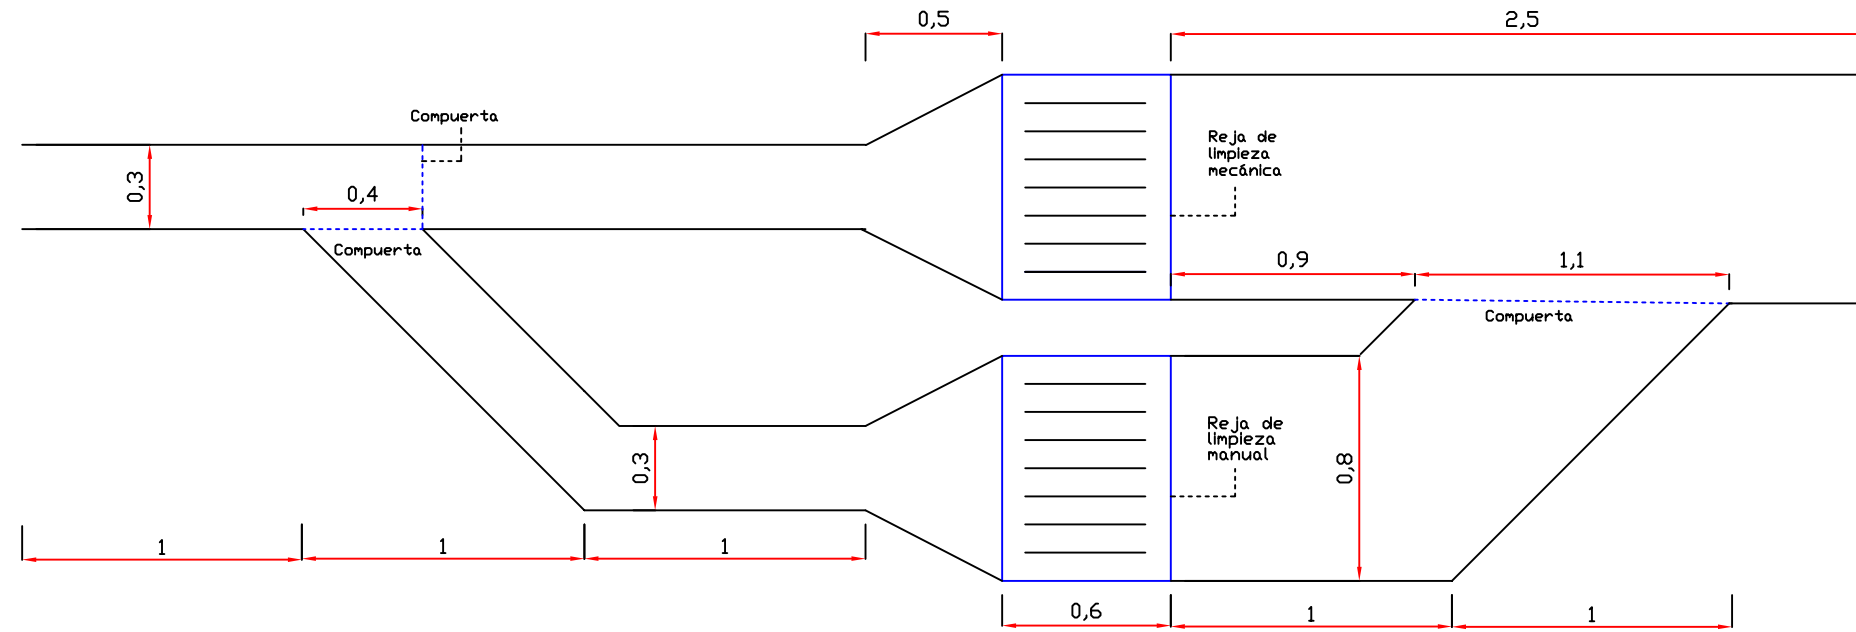 0,5
2,5
Compuerta
Reja de
limpieza
mecánica
0,3
0,4
Compuerta
0,9
1,1
Compuerta
0,3
Reja de
limpieza
manual
0,8
1
1
1
0,6
1
1